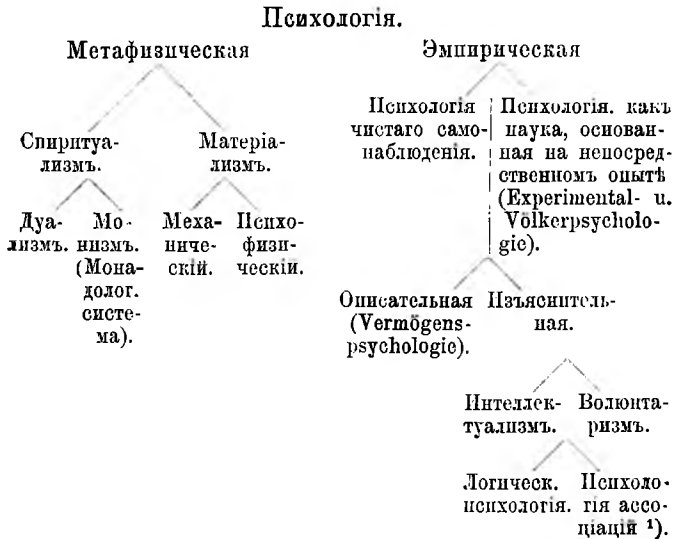 Психологія.
Метафизическая
Эмпирическая
Психологія
чистаго само-
наблюденія.
Психологія. какъ
наука, основан-
ная на непосред-
ственномъ опытѣ
(Experimental- u.
Völkerpsycholo-
gie).
Спиритуа-
лизмъ.
Матеріа-
лизмъ.
Дуа-
лизмъ.
Мо-
низмъ.
(Мона-
долог.
систе-
ма).
Меха-
ниче-
скій.
Психо-
физи-
ческіи.
Описательная
(Vermögens-
psychologie).
Изъяснитель-
ная.
Интеллек-
туализмъ.
Волюнта-
ризмъ.
Логическ.
психологія.
Психоло-
гія ассо-
ціацій ¹).